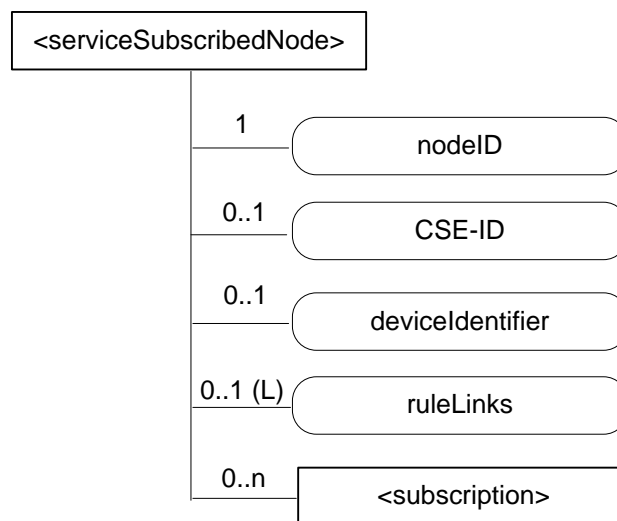 <serviceSubscribedNode>
1
nodeID
0..1
CSE-ID
0..1
deviceIdentifier
0..1 (L)
ruleLinks
0..n
<subscription>